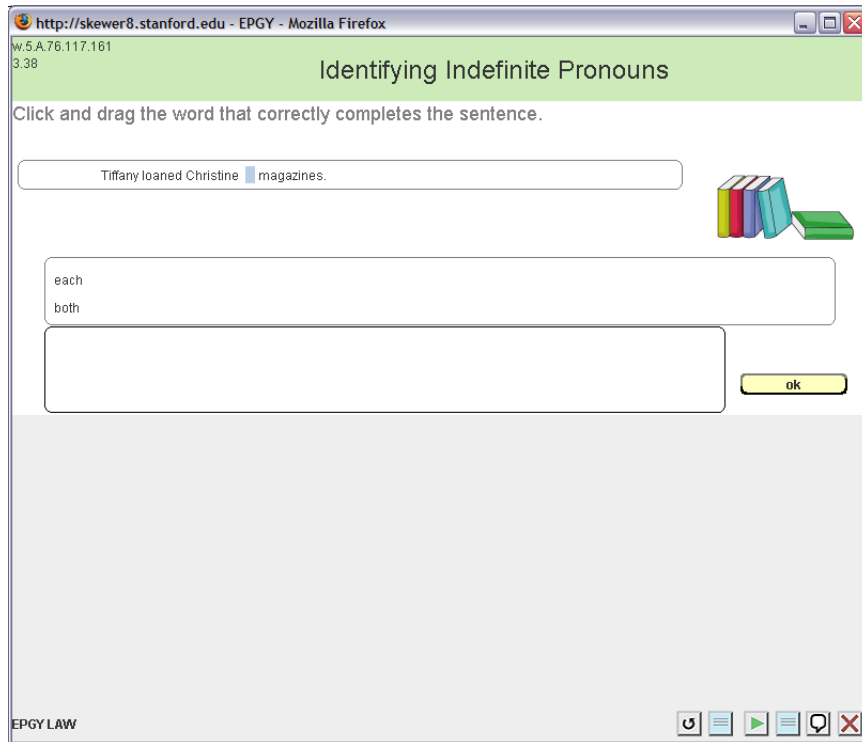 http://skewer8.stanford.edu - EPGY - Mozilla Firefox
w.5.A.76.117.161
3.38
Identifying Indefinite Pronouns
Click and drag the word that correctly completes the sentence.
Tiffany loaned Christine magazines.
each
both
ok
EPGY LAW